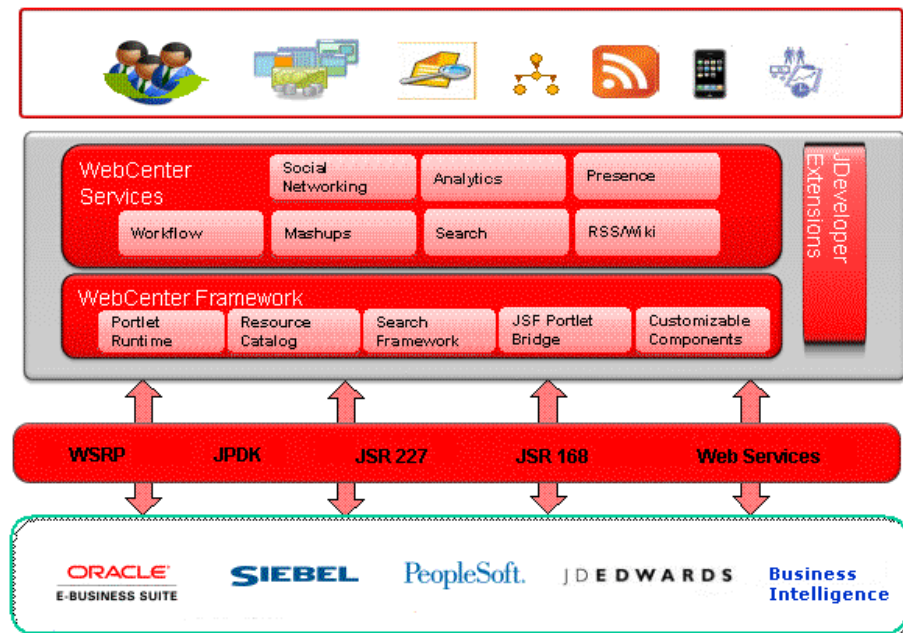 WebCenter
Services
Social
Networking
Analytics
Presence
Workflow
Mashups
Search
RSS/Wiki
JDeveloper
Extensions
WebCenter Framework
Portlet
Runtime
Resource
Catalog
Search
Framework
JSF Portlet
Bridge
Customizable
Components
WSRP
JPDK
JSR 227
JSR 168
Web Services
ORACLE®
E-BUSINESS SUITE
SIEBEL
PeopleSoft.
JDEDWARDS
Business
Intelligence